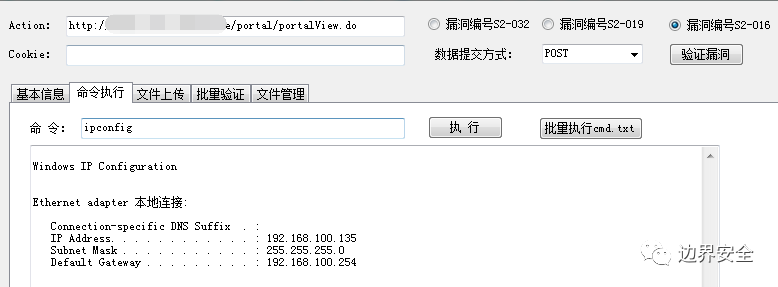 Action: http:/ e/portal/portalView.do 漏洞编号S2-032 漏洞编号S2-019 漏洞编号S2-016
Cookie: 数据提交方式: POST 验证漏洞
基本信息 命令执行 文件上传 批量验证 文件管理
命 令: ipconfig 执 行 批量执行cmd.txt
Windows IP Configuration
Ethernet adapter 本地连接:
Connection-specific DNS Suffix . :
IP Address. . . . . . . . . . . . : 192.168.100.135
Subnet Mask . . . . . . . . . . . : 255.255.255.0
Default Gateway . . . . . . . . . : 192.168.100.254
边界安全